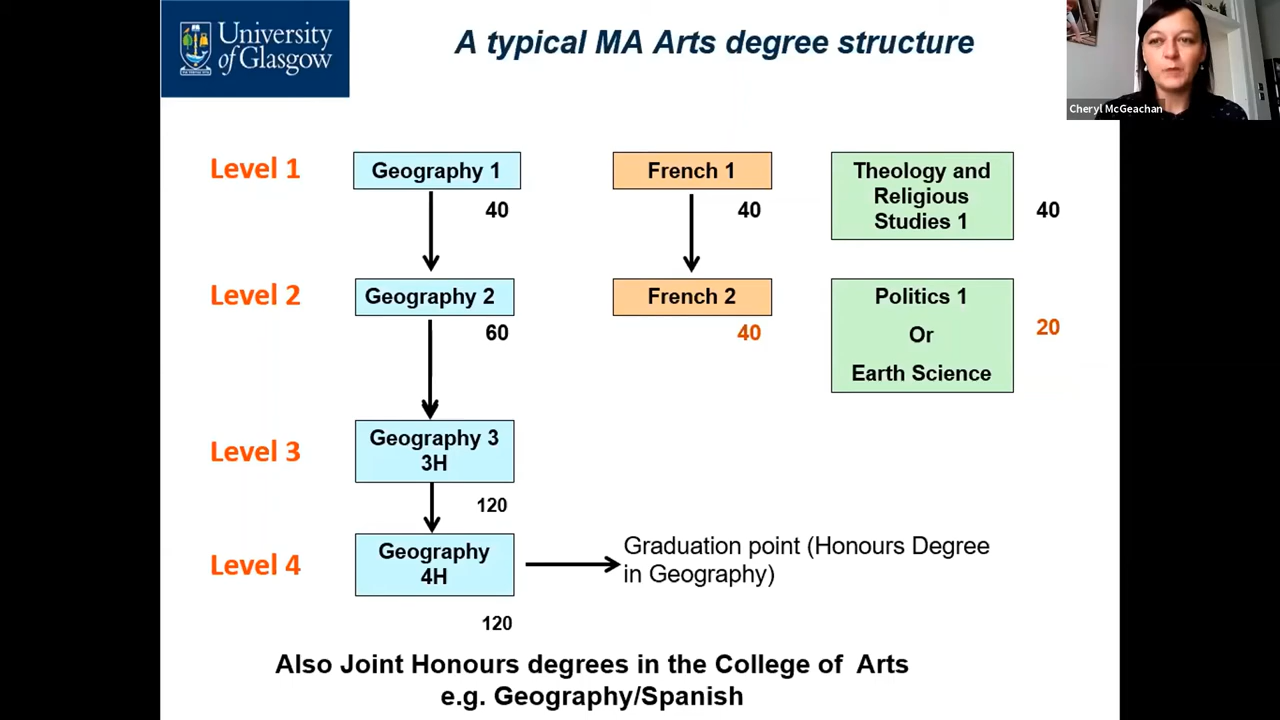 University
of Glasgow
A typical MA Arts degree structure
Cheryl McGeachan
Level 1
Geography 1
40
French 1
40
Theology and
Religious
Studies 1
40
Level 2
Geography 2
60
French 2
40
Politics 1
Or
Earth Science
20
Level 3
Geography 3
3H
120
Level 4
Geography
4H
120
Graduation point (Honours Degree
in Geography)
Also Joint Honours degrees in the College of Arts
e.g. Geography/Spanish